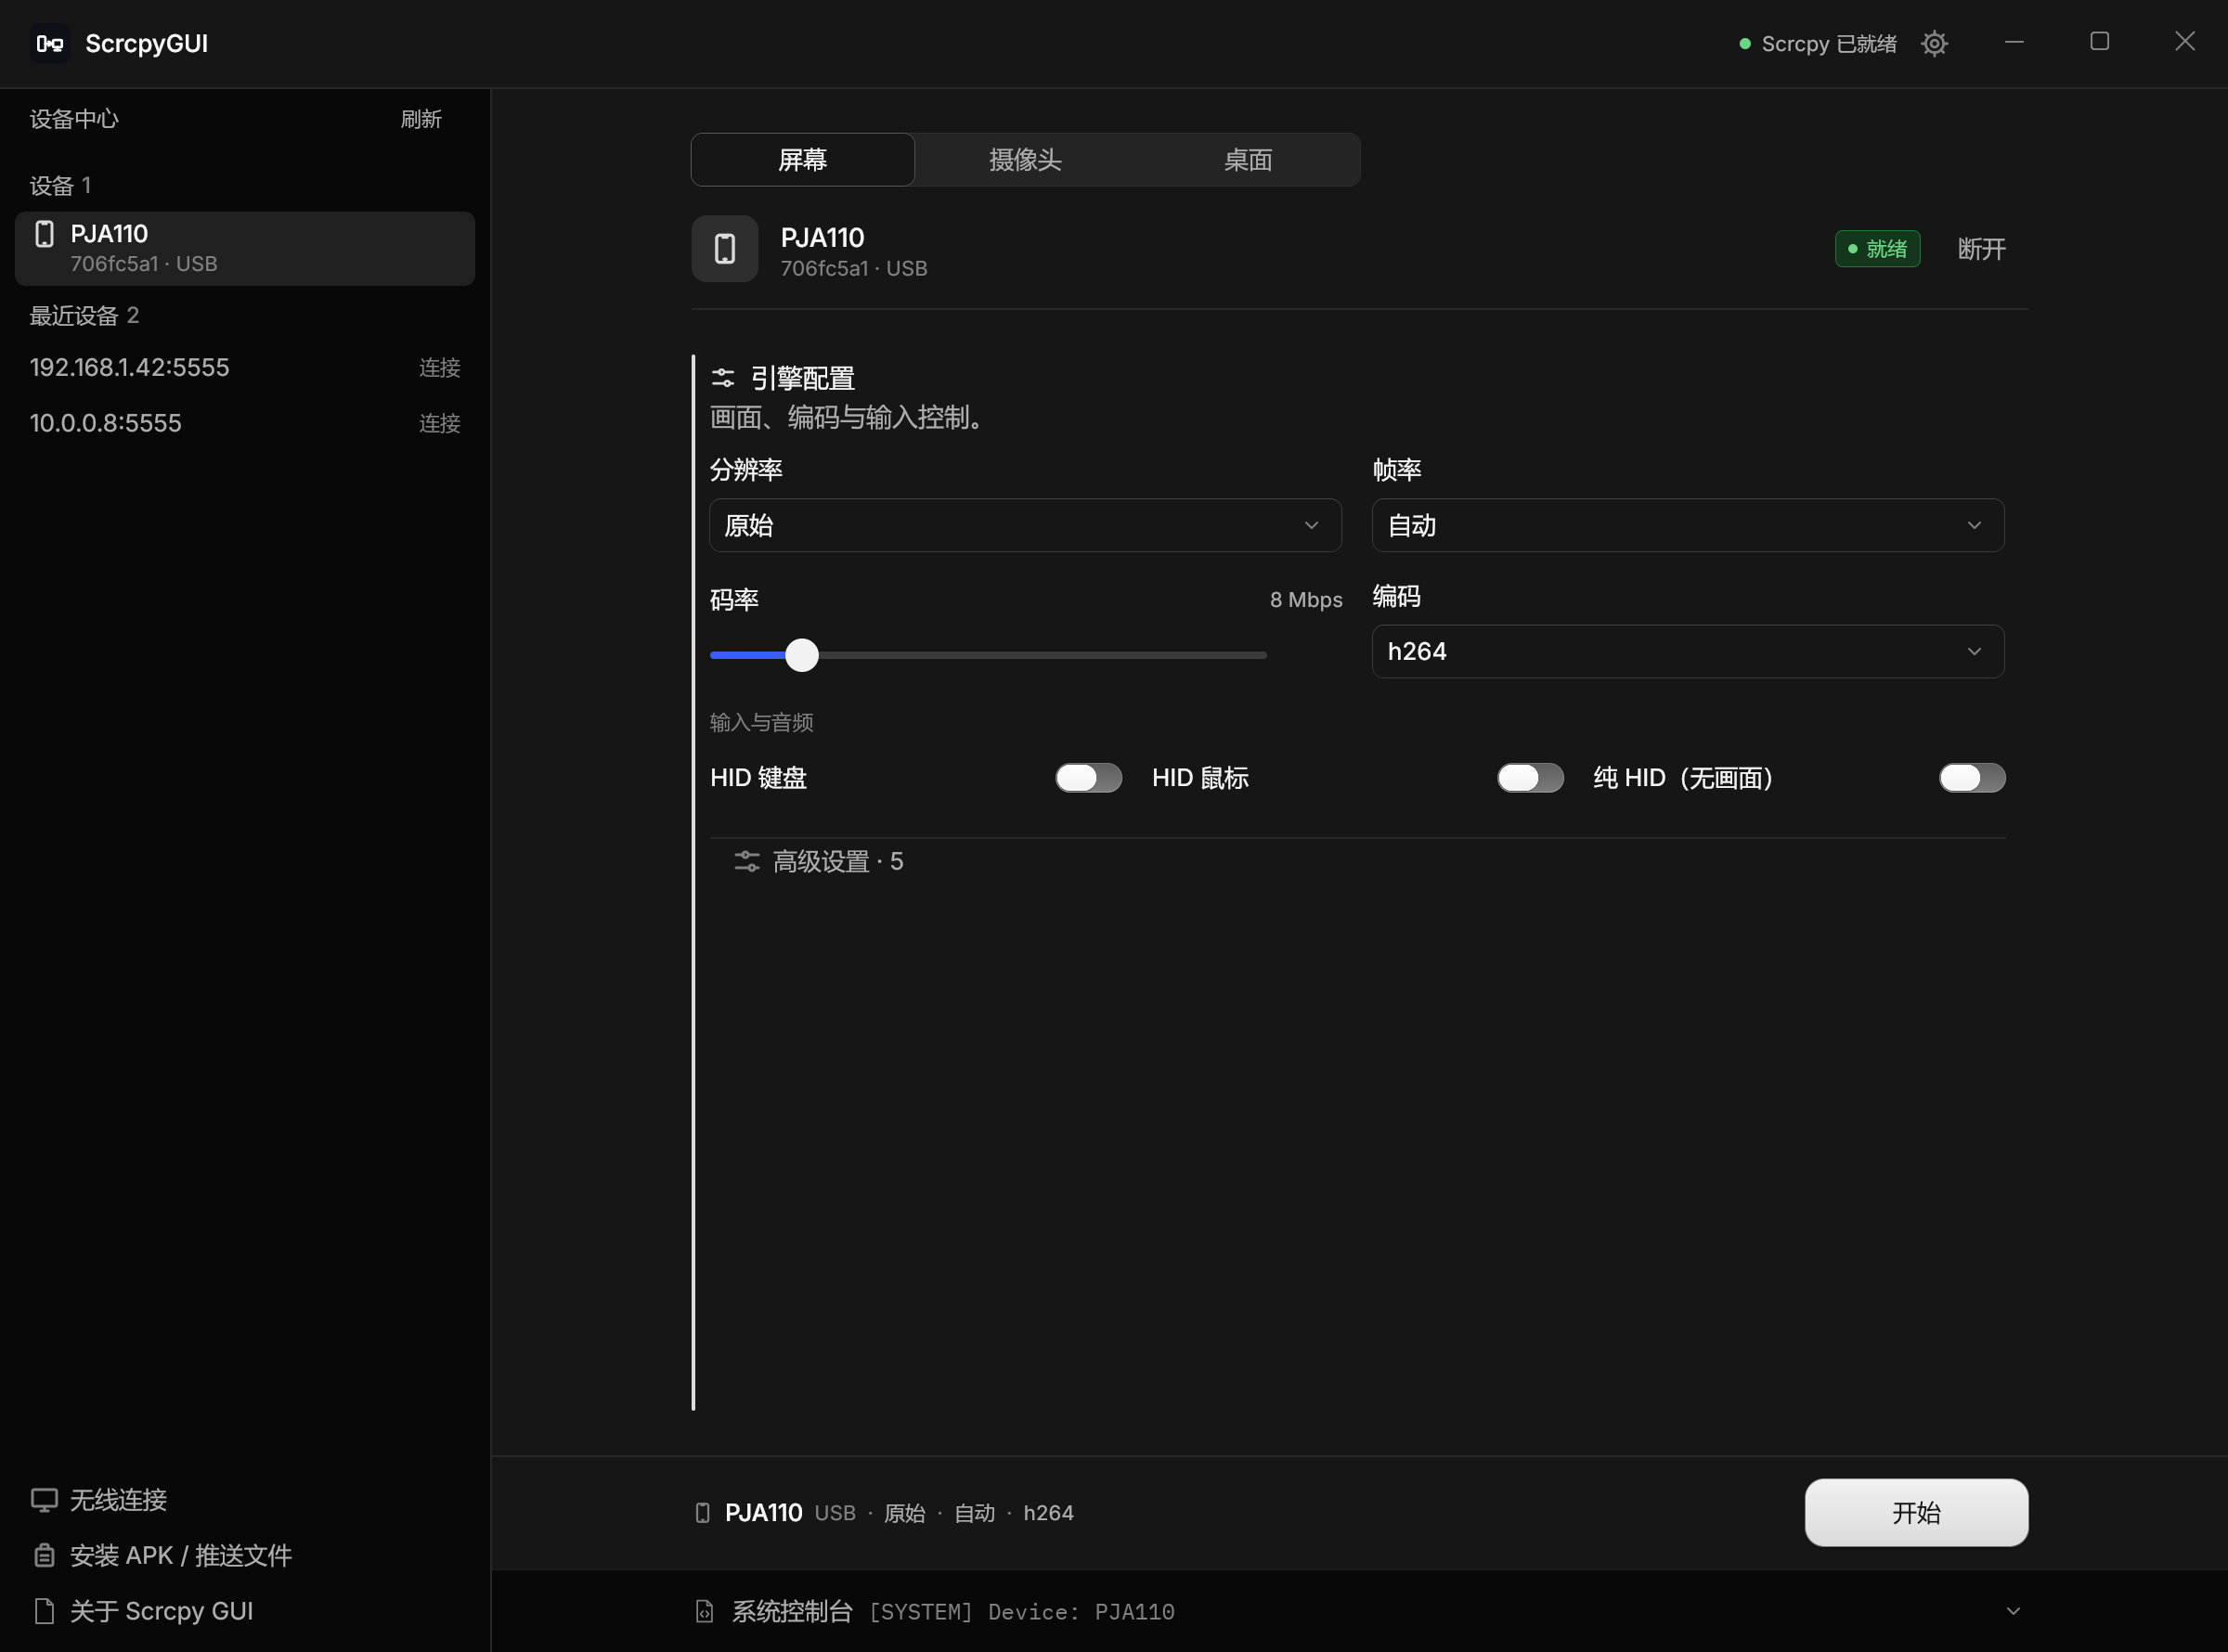 ScrcpyGUI
Scrcpy 已就绪
设备中心 刷新
设备 1
PJA110
706fc5a1 · USB
最近设备 2
192.168.1.42:5555 连接
10.0.0.8:5555 连接
无线连接
安装 APK / 推送文件
关于 Scrcpy GUI
屏幕 摄像头 桌面
PJA110
706fc5a1 · USB
就绪 断开
引擎配置
画面、编码与输入控制。
分辨率 帧率
原始 自动
码率 8 Mbps 编码
h264
输入与音频
HID 键盘 HID 鼠标 纯 HID（无画面）
高级设置 · 5
PJA110 USB · 原始 · 自动 · h264
开始
系统控制台 [SYSTEM] Device: PJA110